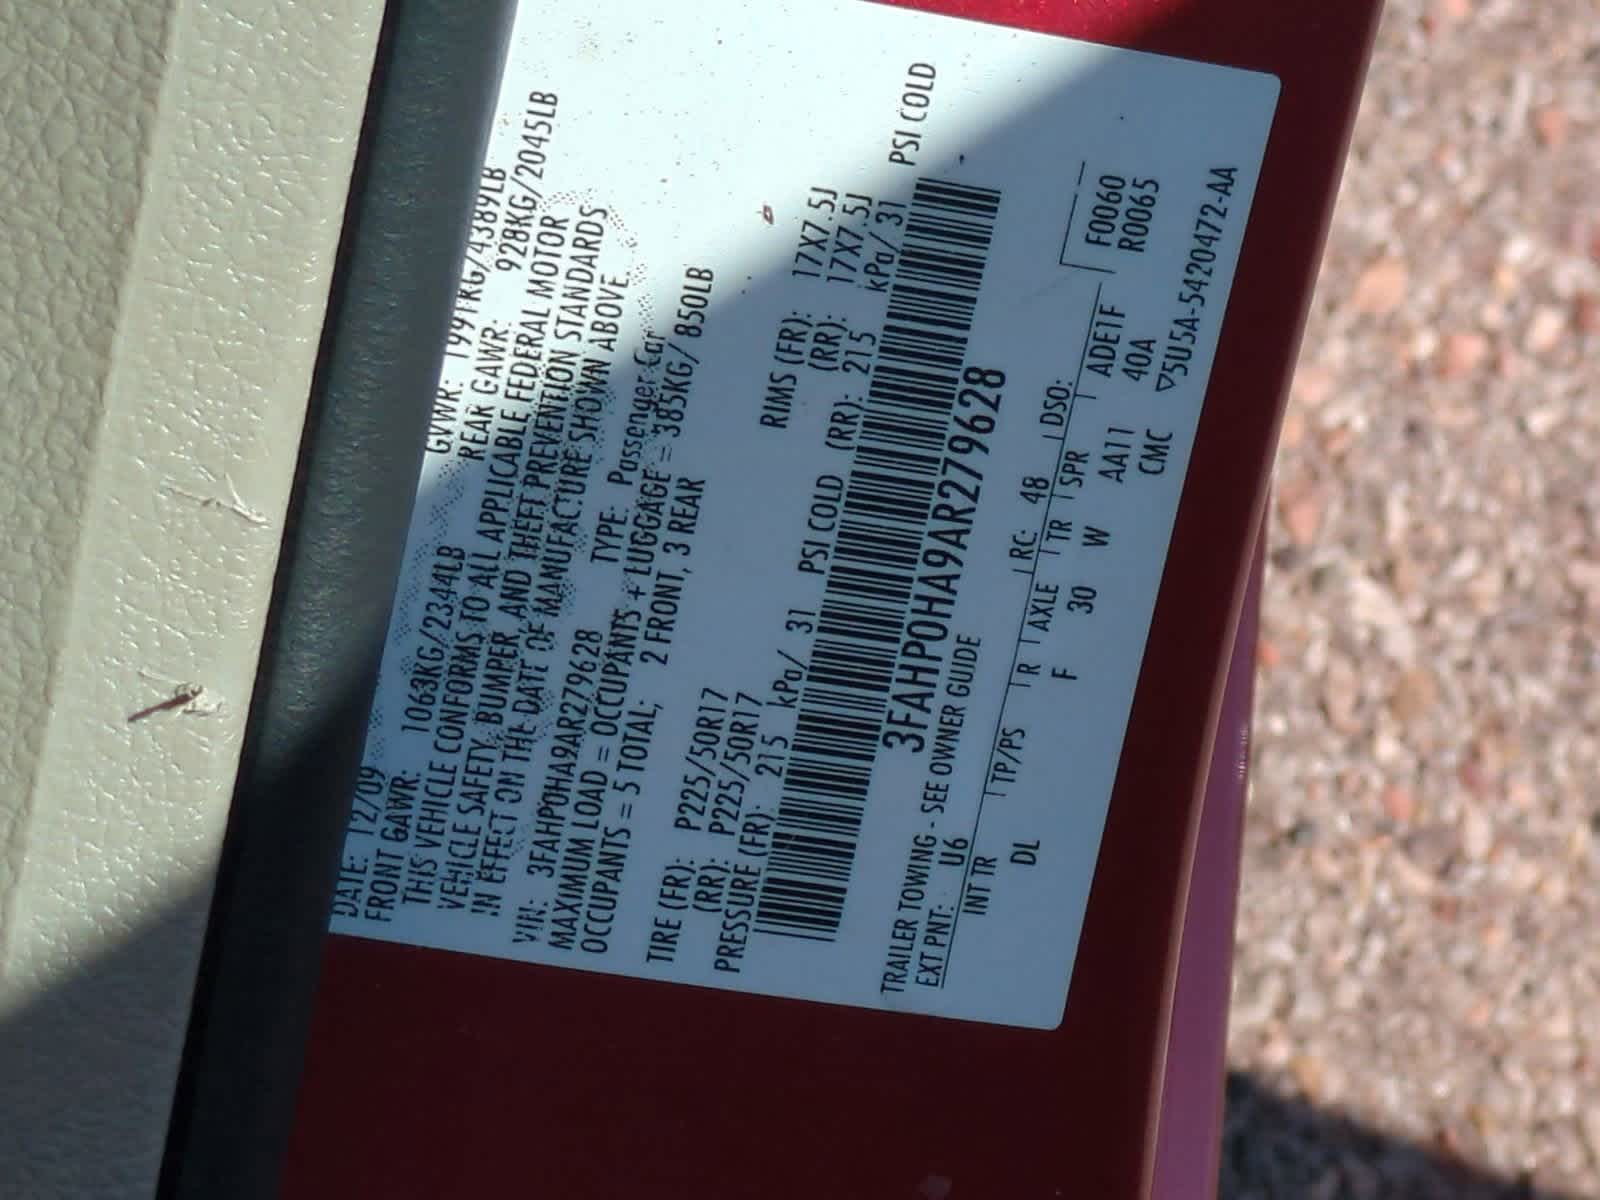 DATE: 12/09 GVWR: 1991KG/4389LB
FRONT GAWR: 1063KG/2344LB REAR GAWR: 928KG/2045LB
THIS VEHICLE CONFORMS TO ALL APPLICABLE FEDERAL MOTOR
VEHICLE SAFETY, BUMPER, AND THEFT PREVENTION STANDARDS
IN EFFECT ON THE DATE OF MANUFACTURE SHOWN ABOVE.
VIN: 3FAHP0HA9AR279628 TYPE: Passenger Car
MAXIMUM LOAD = OCCUPANTS + LUGGAGE = 385KG/ 850LB
OCCUPANTS = 5 TOTAL; 2 FRONT, 3 REAR
TIRE (FR): P225/50R17 RIMS (FR): 17X7.5J
(RR): P225/50R17 (RR): 17X7.5J
PRESSURE (FR): 215 kPa/ 31 PSI COLD (RR): 215 kPa/ 31 PSI COLD
3FAHP0HA9AR279628
TRAILER TOWING - SEE OWNER GUIDE
EXT PNT: U6 RC: 48 DSO: F0060
R0065
INT TR TP/PS R AXLE TR SPR ADE1F
DL F 30 W AA11 40A
CMC ▽5U5A-5420472-AA